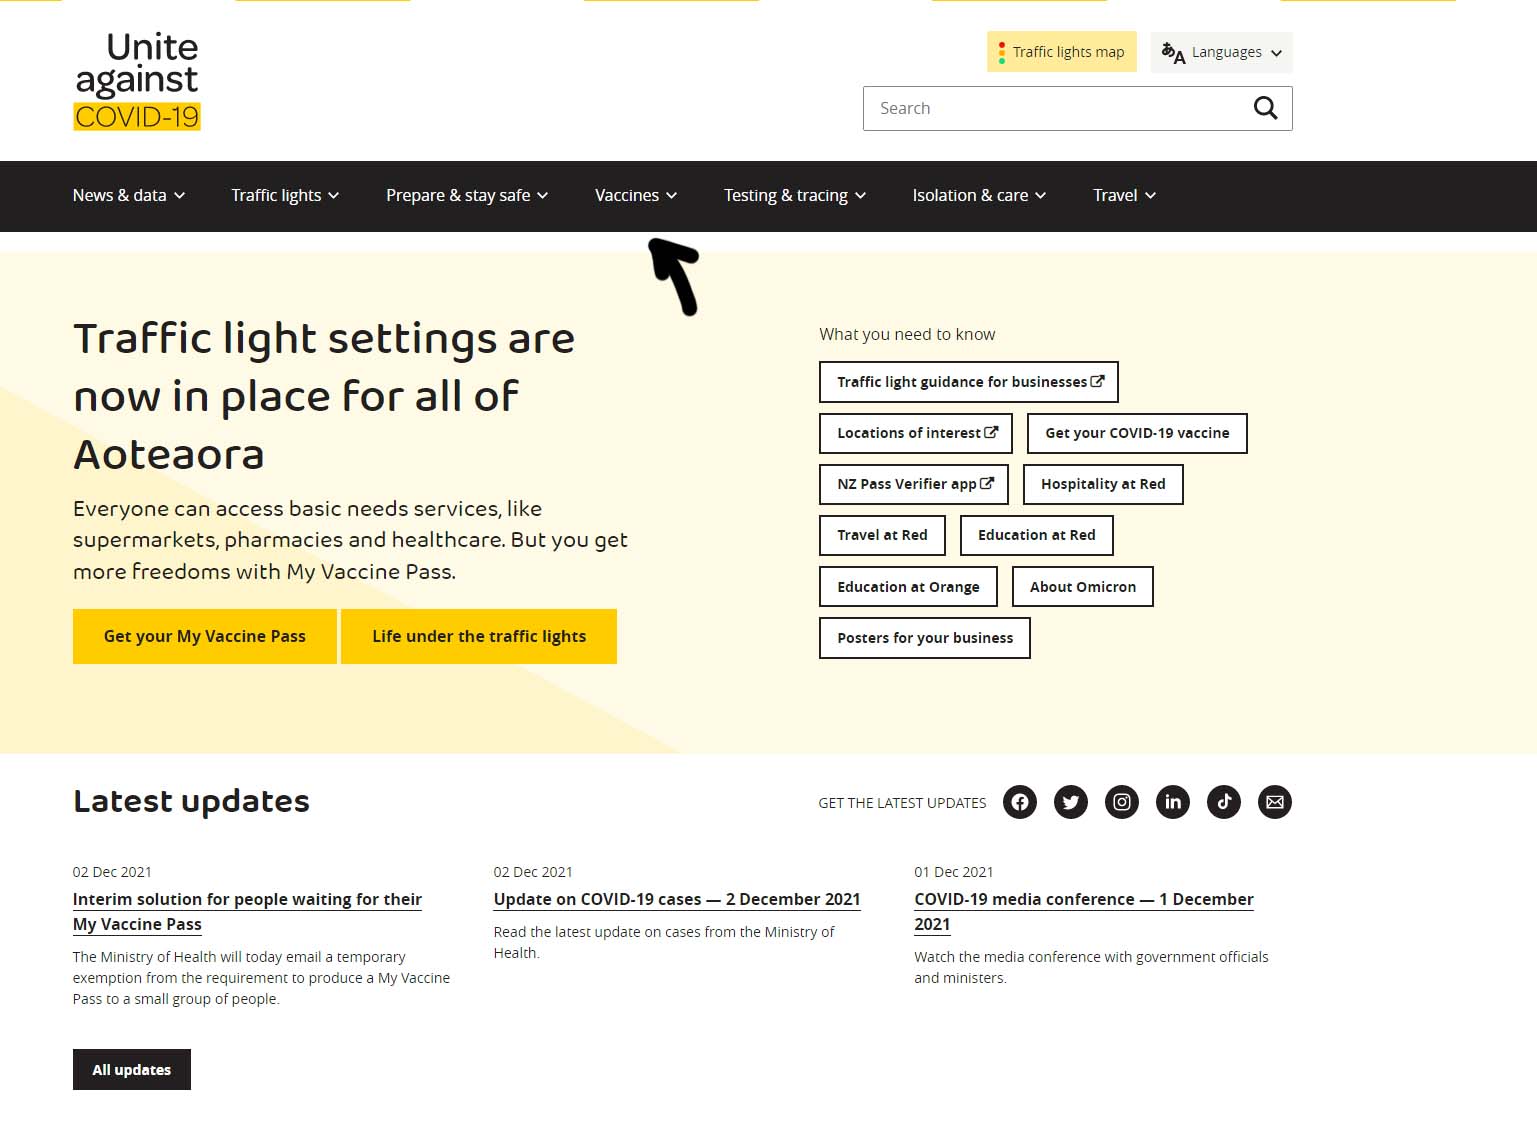 Unite
against
COVID-19
Traffic lights map
Languages
Search
News & data
Traffic lights
Prepare & stay safe
Vaccines
Testing & tracing
Isolation & care
Travel
Traffic light settings are
now in place for all of
Aoteaora
Everyone can access basic needs services, like
supermarkets, pharmacies and healthcare. But you get
more freedoms with My Vaccine Pass.
Get your My Vaccine Pass
Life under the traffic lights
What you need to know
Traffic light guidance for businesses
Locations of interest
Get your COVID-19 vaccine
NZ Pass Verifier app
Hospitality at Red
Travel at Red
Education at Red
Education at Orange
About Omicron
Posters for your business
Latest updates
GET THE LATEST UPDATES
02 Dec 2021
Interim solution for people waiting for their
My Vaccine Pass
The Ministry of Health will today email a temporary
exemption from the requirement to produce a My Vaccine
Pass to a small group of people.
02 Dec 2021
Update on COVID-19 cases — 2 December 2021
Read the latest update on cases from the Ministry of
Health.
01 Dec 2021
COVID-19 media conference — 1 December
2021
Watch the media conference with government officials
and ministers.
All updates